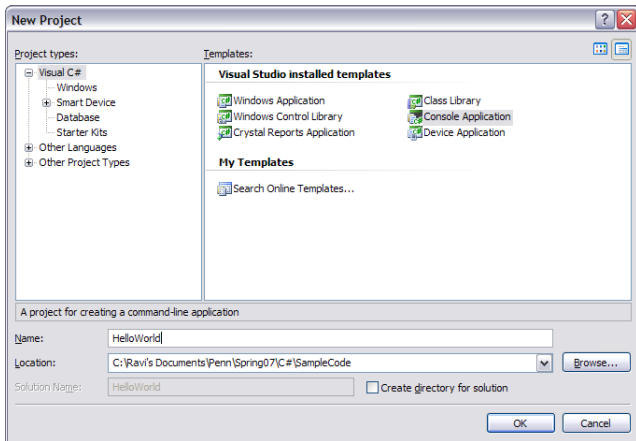 New Project
Project types:
Templates:
Visual C#
Windows
Smart Device
Database
Starter Kits
Other Languages
Other Project Types
Visual Studio installed templates
Windows Application
Class Library
Windows Control Library
Console Application
Crystal Reports Application
Device Application
My Templates
Search Online Templates...
A project for creating a command-line application
Name:
HelloWorld
Location:
C:\Ravi's Documents\Penn\Spring07\C#\SampleCode
Browse...
Solution Name:
HelloWorld
Create directory for solution
OK
Cancel